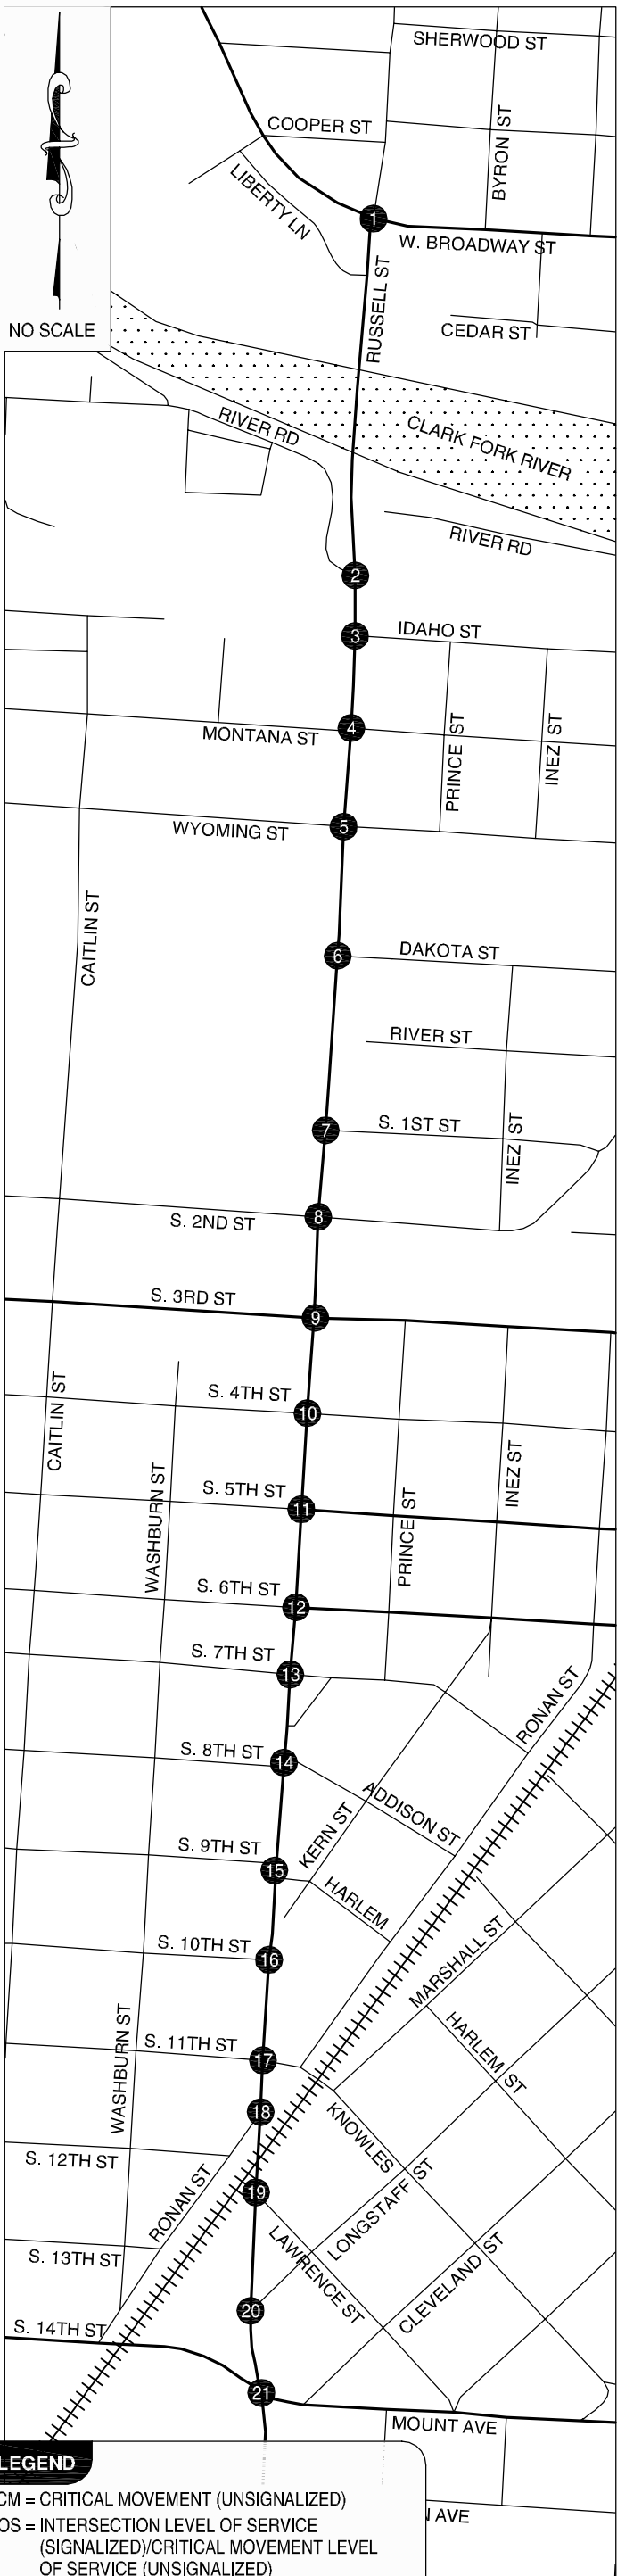 SHERWOOD ST
COOPER ST
BYRON ST
LIBERTY LN
1
W. BROADWAY ST
RUSSELL ST
NO SCALE
CEDAR ST
RIVER RD
CLARK FORK RIVER
RIVER RD
2
3
IDAHO ST
4
MONTANA ST
PRINCE ST
INEZ ST
5
WYOMING ST
CAITLIN ST
6
DAKOTA ST
RIVER ST
7
S. 1ST ST
INEZ ST
8
S. 2ND ST
S. 3RD ST
9
S. 4TH ST
10
CAITLIN ST
WASHBURN ST
S. 5TH ST
11
PRINCE ST
INEZ ST
S. 6TH ST
12
S. 7TH ST
13
RONAN ST
S. 8TH ST
14
ADDISON ST
KERN ST
S. 9TH ST
15
HARLEM
S. 10TH ST
16
MARSHALL ST
WASHBURN ST
S. 11TH ST
17
HARLEM ST
18
KNOWLES
S. 12TH ST
RONAN ST
19
LONGSTAFF ST
S. 13TH ST
LAWRENCE ST
CLEVELAND ST
20
S. 14TH ST
21
MOUNT AVE
LEGEND
CM = CRITICAL MOVEMENT (UNSIGNALIZED)
OS = INTERSECTION LEVEL OF SERVICE
(SIGNALIZED)/CRITICAL MOVEMENT LEVEL
OF SERVICE (UNSIGNALIZED)
AVE